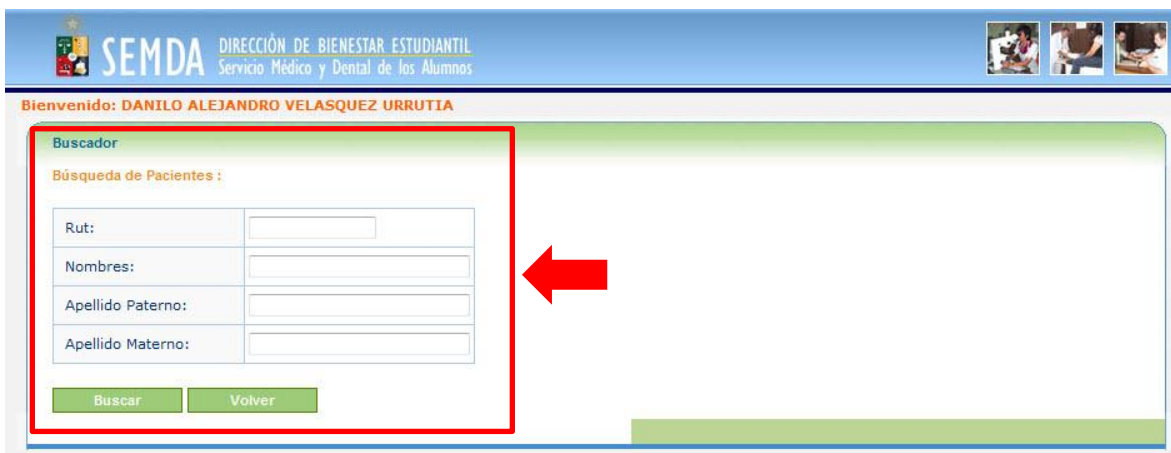 SEMDA DIRECCIÓN DE BIENESTAR ESTUDIANTIL
Servicio Médico y Dental de los Alumnos
Bienvenido: DANILO ALEJANDRO VELASQUEZ URRUTIA
Buscador
Búsqueda de Pacientes :
Rut:
Nombres:
Apellido Paterno:
Apellido Materno:
Buscar Volver